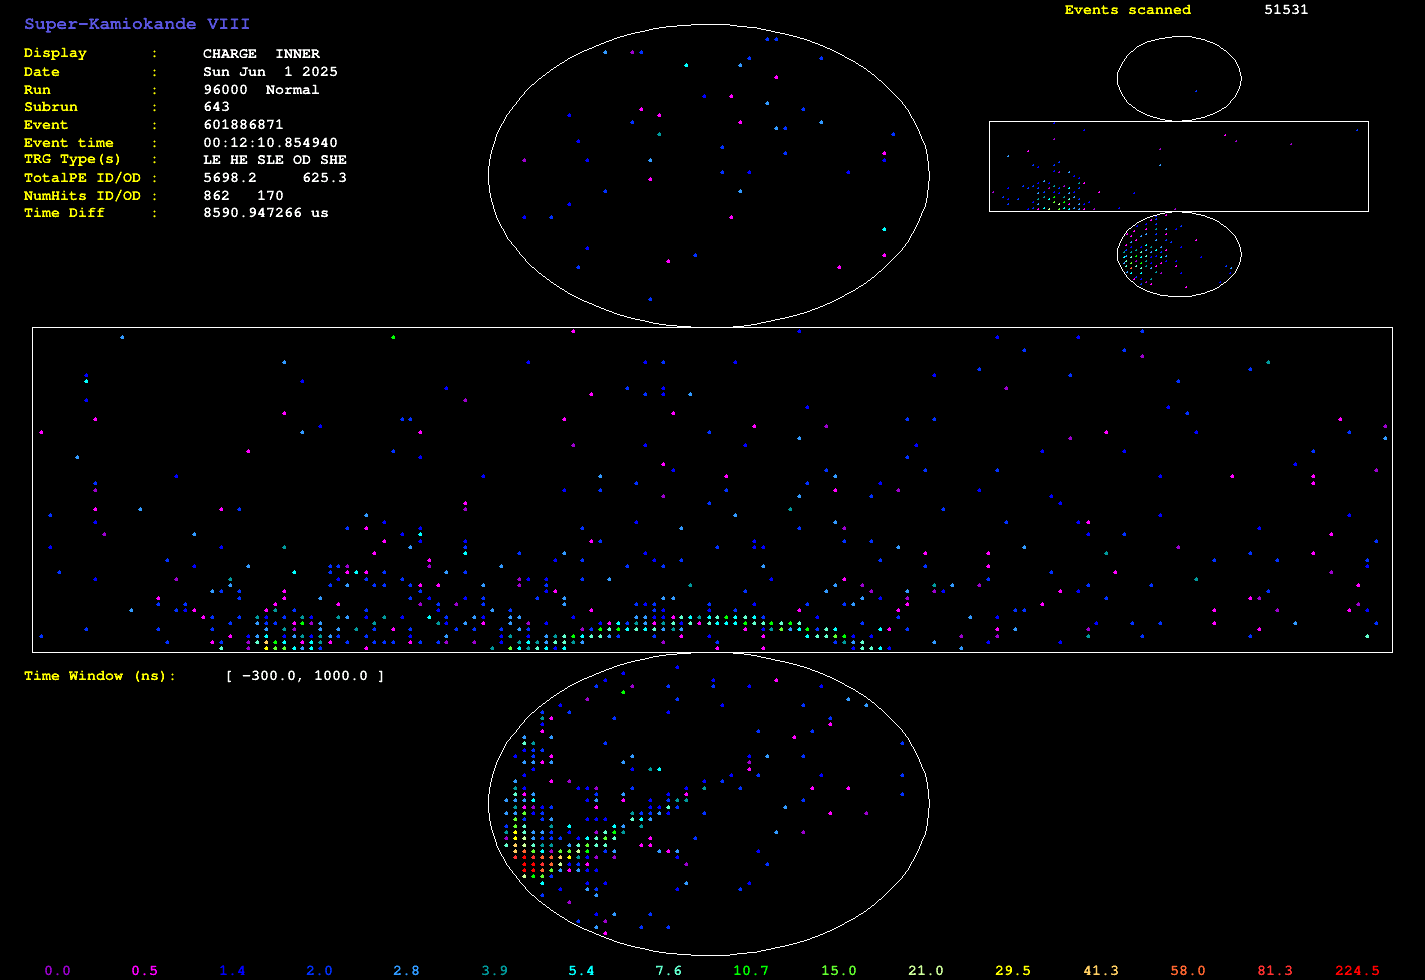 Super-Kamiokande VIII
Events scanned 51531
Display : CHARGE INNER
Date : Sun Jun 1 2025
Run : 96000 Normal
Subrun : 643
Event : 601886871
Event time : 00:12:10.854940
TRG Type(s) : LE HE SLE OD SHE
TotalPE ID/OD : 5698.2 625.3
NumHits ID/OD : 862 170
Time Diff : 8590.947266 us
Time Window (ns): [ -300.0, 1000.0 ]
0.0 0.5 1.4 2.0 2.8 3.9 5.4 7.6 10.7 15.0 21.0 29.5 41.3 58.0 81.3 224.5